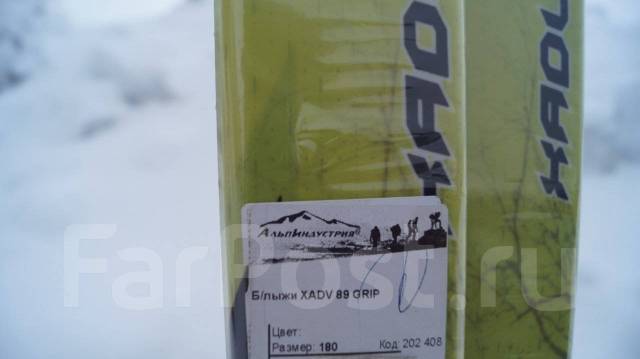 XADV
XADV
АльпИндустрия
Б/лыжи XADV 89 GRIP
Цвет:
Размер: 180 Код: 202 408
FarPost.ru